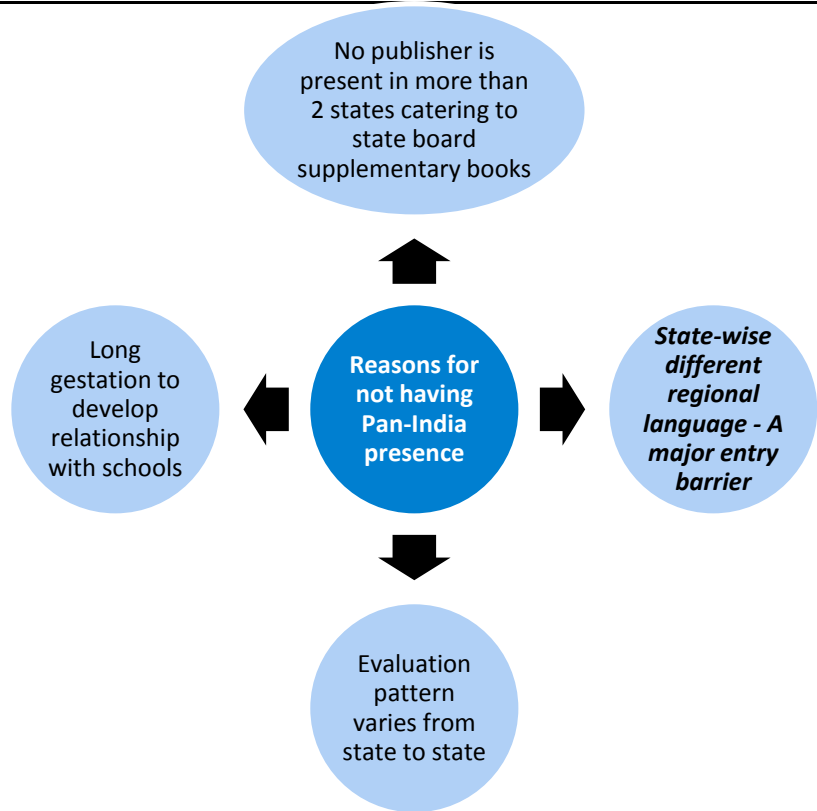 No publisher is
present in more than
2 states catering to
state board
supplementary books
Long
gestation to
develop
relationship
with schools
Reasons for
not having
Pan-India
presence
State-wise
different
regional
language - A
major entry
barrier
Evaluation
pattern
varies from
state to state